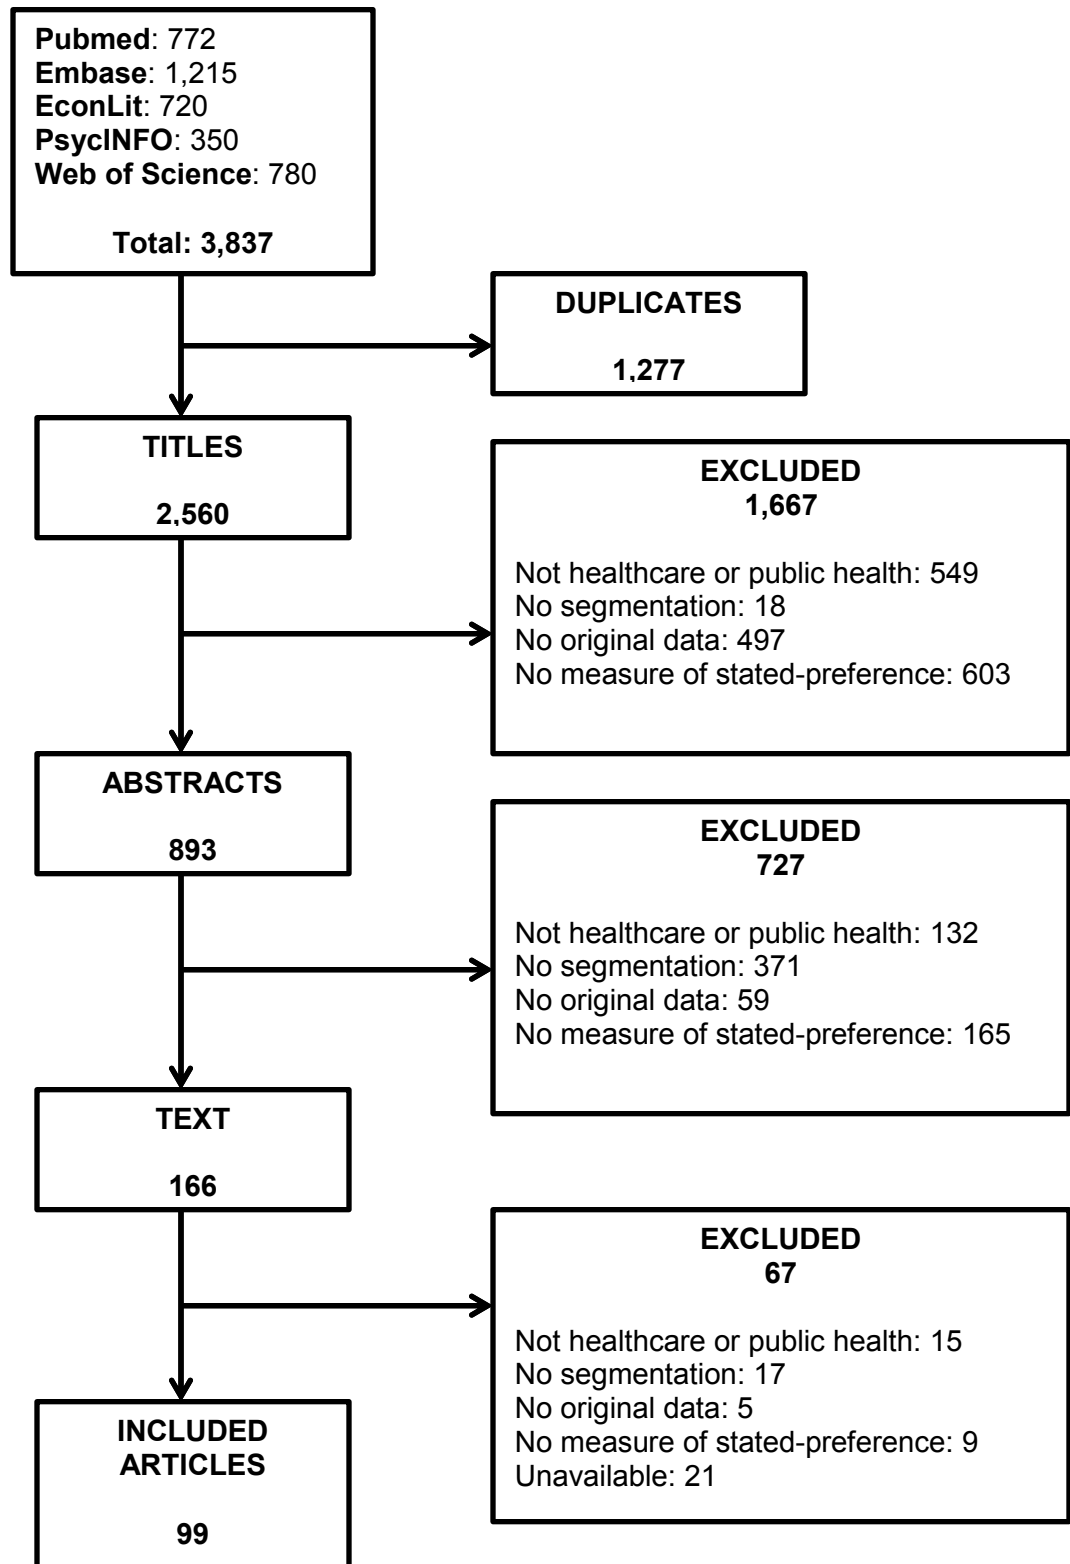 Pubmed: 772
Embase: 1,215
EconLit: 720
PsycINFO: 350
Web of Science: 780
Total: 3,837
DUPLICATES
1,277
TITLES
2,560
EXCLUDED
1,667
Not healthcare or public health: 549
No segmentation: 18
No original data: 497
No measure of stated-preference: 603
ABSTRACTS
893
EXCLUDED
727
Not healthcare or public health: 132
No segmentation: 371
No original data: 59
No measure of stated-preference: 165
TEXT
166
EXCLUDED
67
Not healthcare or public health: 15
No segmentation: 17
No original data: 5
No measure of stated-preference: 9
Unavailable: 21
INCLUDED
ARTICLES
99